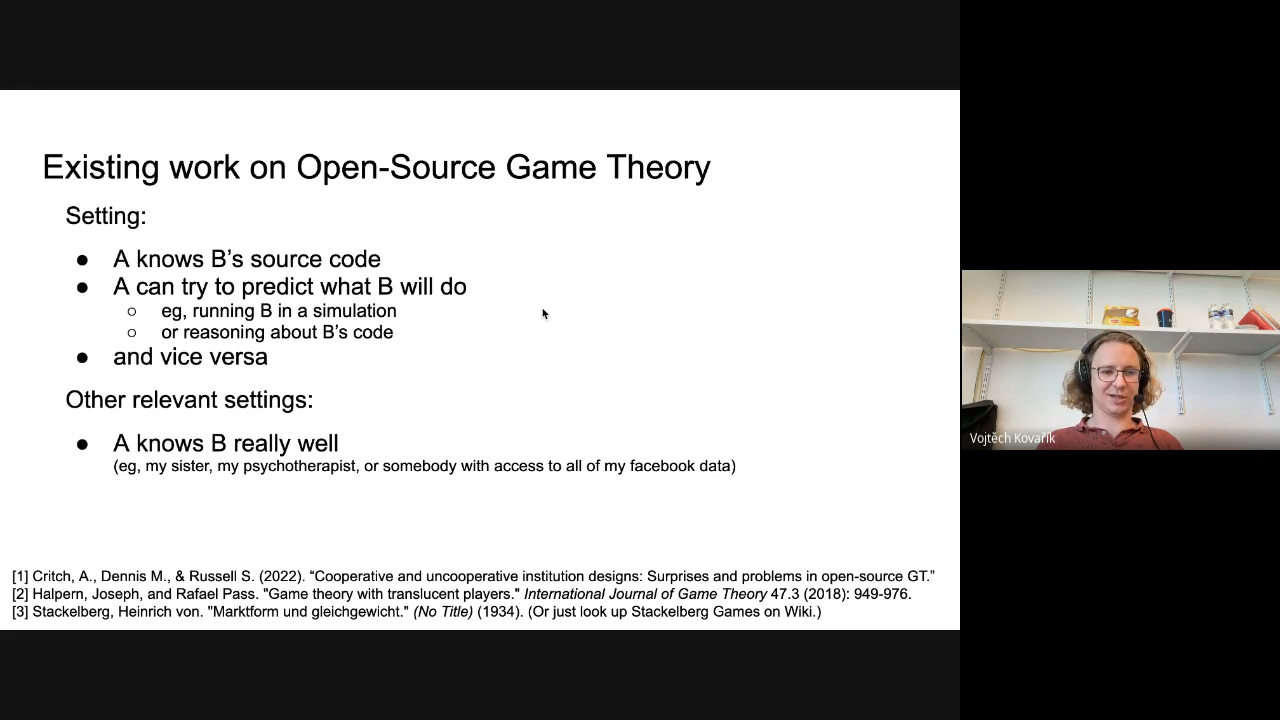 Existing work on Open-Source Game Theory
Setting:
● A knows B’s source code
● A can try to predict what B will do
○ eg, running B in a simulation
○ or reasoning about B’s code
● and vice versa
Other relevant settings:
● A knows B really well
(eg, my sister, my psychotherapist, or somebody with access to all of my facebook data)
[1] Critch, A., Dennis M., & Russell S. (2022). “Cooperative and uncooperative institution designs: Surprises and problems in open-source GT.”
[2] Halpern, Joseph, and Rafael Pass. "Game theory with translucent players." International Journal of Game Theory 47.3 (2018): 949-976.
[3] Stackelberg, Heinrich von. "Marktform und gleichgewicht." (No Title) (1934). (Or just look up Stackelberg Games on Wiki.)
Vojtěch Kovařík